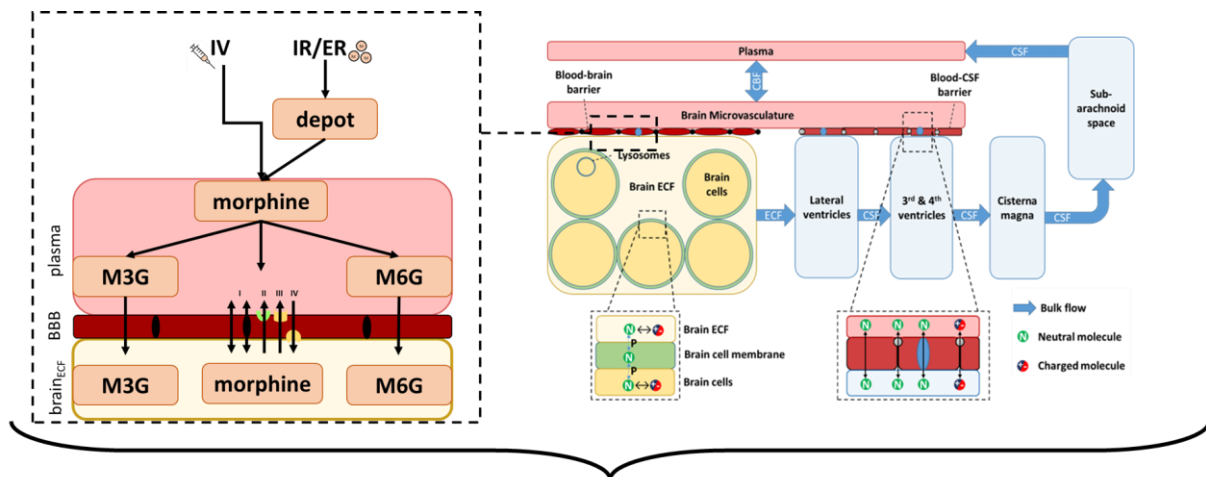 IV
IR/ER
depot
morphine
plasma
M3G
M6G
I
II
III
IV
BBB
brainECF
M3G
morphine
M6G
Plasma
CSF
Blood-brain
barrier
CBF
Blood-CSF
barrier
Brain Microvasculature
Sub-
arachnoid
space
Lysosomes
Brain ECF
Brain
cells
ECF
Lateral
ventricles
CSF
3rd & 4th
ventricles
CSF
Cisterna
magna
CSF
N
Brain ECF
P
N
Brain cell membrane
P
N
Brain cells
N
N
N
N
N
N
Bulk flow
N
Neutral molecule
Charged molecule